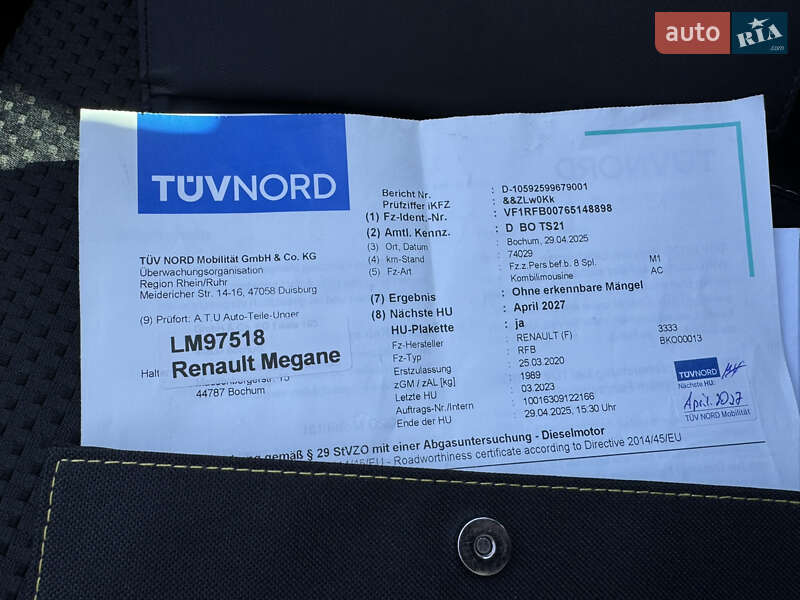 auto RIA.com
TÜVNORD
TÜV NORD Mobilität GmbH & Co. KG
Überwachungsorganisation
Region Rhein/Ruhr
Meidericher Str. 14-16, 47058 Duisburg
(9) Prüfort: A.T.U Auto-Teile-Unger
LM97518
Renault Megane
Halt
44787 Bochum
Bericht Nr. : D-10592599679001
Prüfziffer iKFZ : &&ZLw0Kk
(1) Fz-Ident.-Nr. : VF1RFB00765148898
(2) Amtl. Kennz. : D BO TS21
(3) Ort, Datum : Bochum, 29.04.2025
(4) km-Stand : 74029
(5) Fz-Art : Fz.z.Pers.bef.b. 8 Spl. M1
Kombilimousine AC
(7) Ergebnis : Ohne erkennbare Mängel
(8) Nächste HU : April 2027
HU-Plakette : ja
Fz-Hersteller : RENAULT (F) 3333
Fz-Typ : RFB BKO00013
Erstzulassung : 25.03.2020
zGM / zAL [kg] : 1989
Letzte HU : 03.2023
Auftrags-Nr./Intern : 10016309122166
Ende der HU : 29.04.2025, 15:30 Uhr
TÜVNORD
Nächste HU:
April 2027
TÜV NORD Mobilität
gemäß § 29 StVZO mit einer Abgasuntersuchung - Dieselmotor
/EU - Roadworthiness certificate according to Directive 2014/45/EU